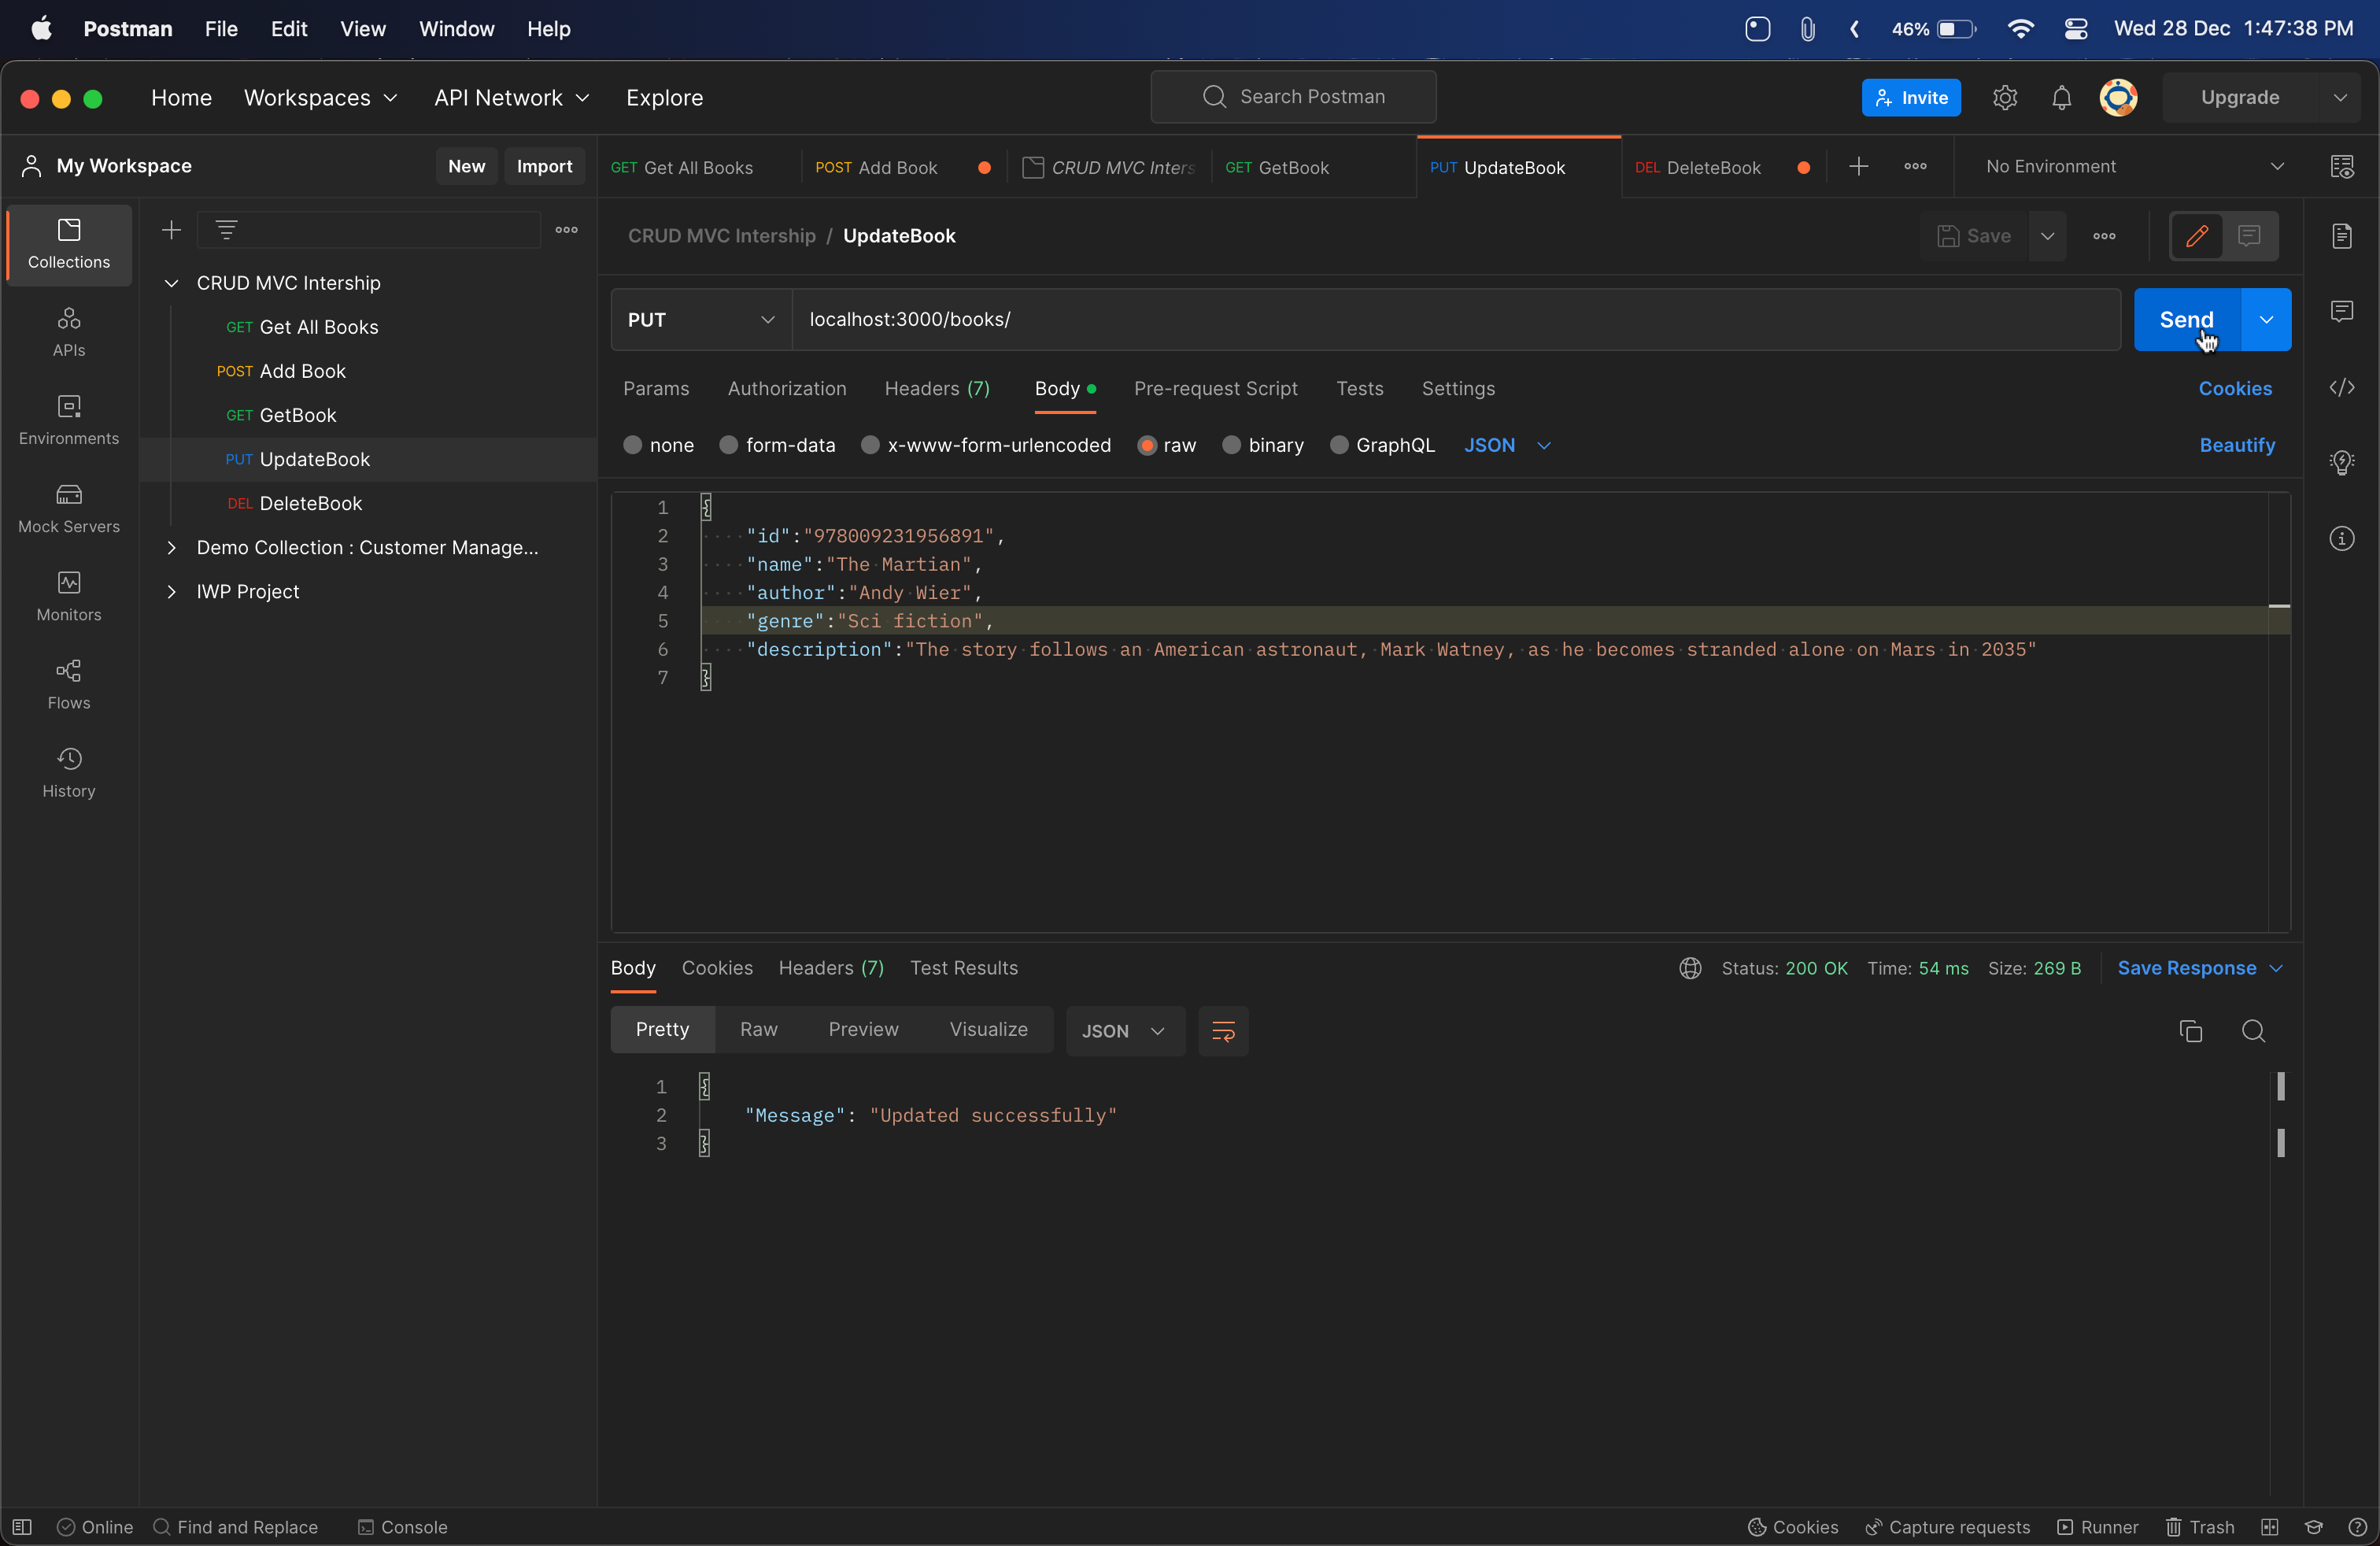 Postman File Edit View Window Help 46% Wed 28 Dec 1:47:38 PM
Home Workspaces API Network Explore Search Postman Invite Upgrade
My Workspace New Import GET Get All Books POST Add Book CRUD MVC Inters GET GetBook PUT UpdateBook DEL DeleteBook No Environment
Collections
APIs
Environments
Mock Servers
Monitors
Flows
History
CRUD MVC Intership
GET Get All Books
POST Add Book
GET GetBook
PUT UpdateBook
DEL DeleteBook
Demo Collection : Customer Manage...
IWP Project
CRUD MVC Intership / UpdateBook Save
PUT localhost:3000/books/ Send
Params Authorization Headers (7) Body Pre-request Script Tests Settings Cookies
none form-data x-www-form-urlencoded raw binary GraphQL JSON Beautify
1 {
2 "id":"978009231956891",
3 "name":"The Martian",
4 "author":"Andy Wier",
5 "genre":"Sci fiction",
6 "description":"The story follows an American astronaut, Mark Watney, as he becomes stranded alone on Mars in 2035"
7 }
Body Cookies Headers (7) Test Results Status: 200 OK Time: 54 ms Size: 269 B Save Response
Pretty Raw Preview Visualize JSON
1 {
2 "Message": "Updated successfully"
3 }
Online Find and Replace Console Cookies Capture requests Runner Trash